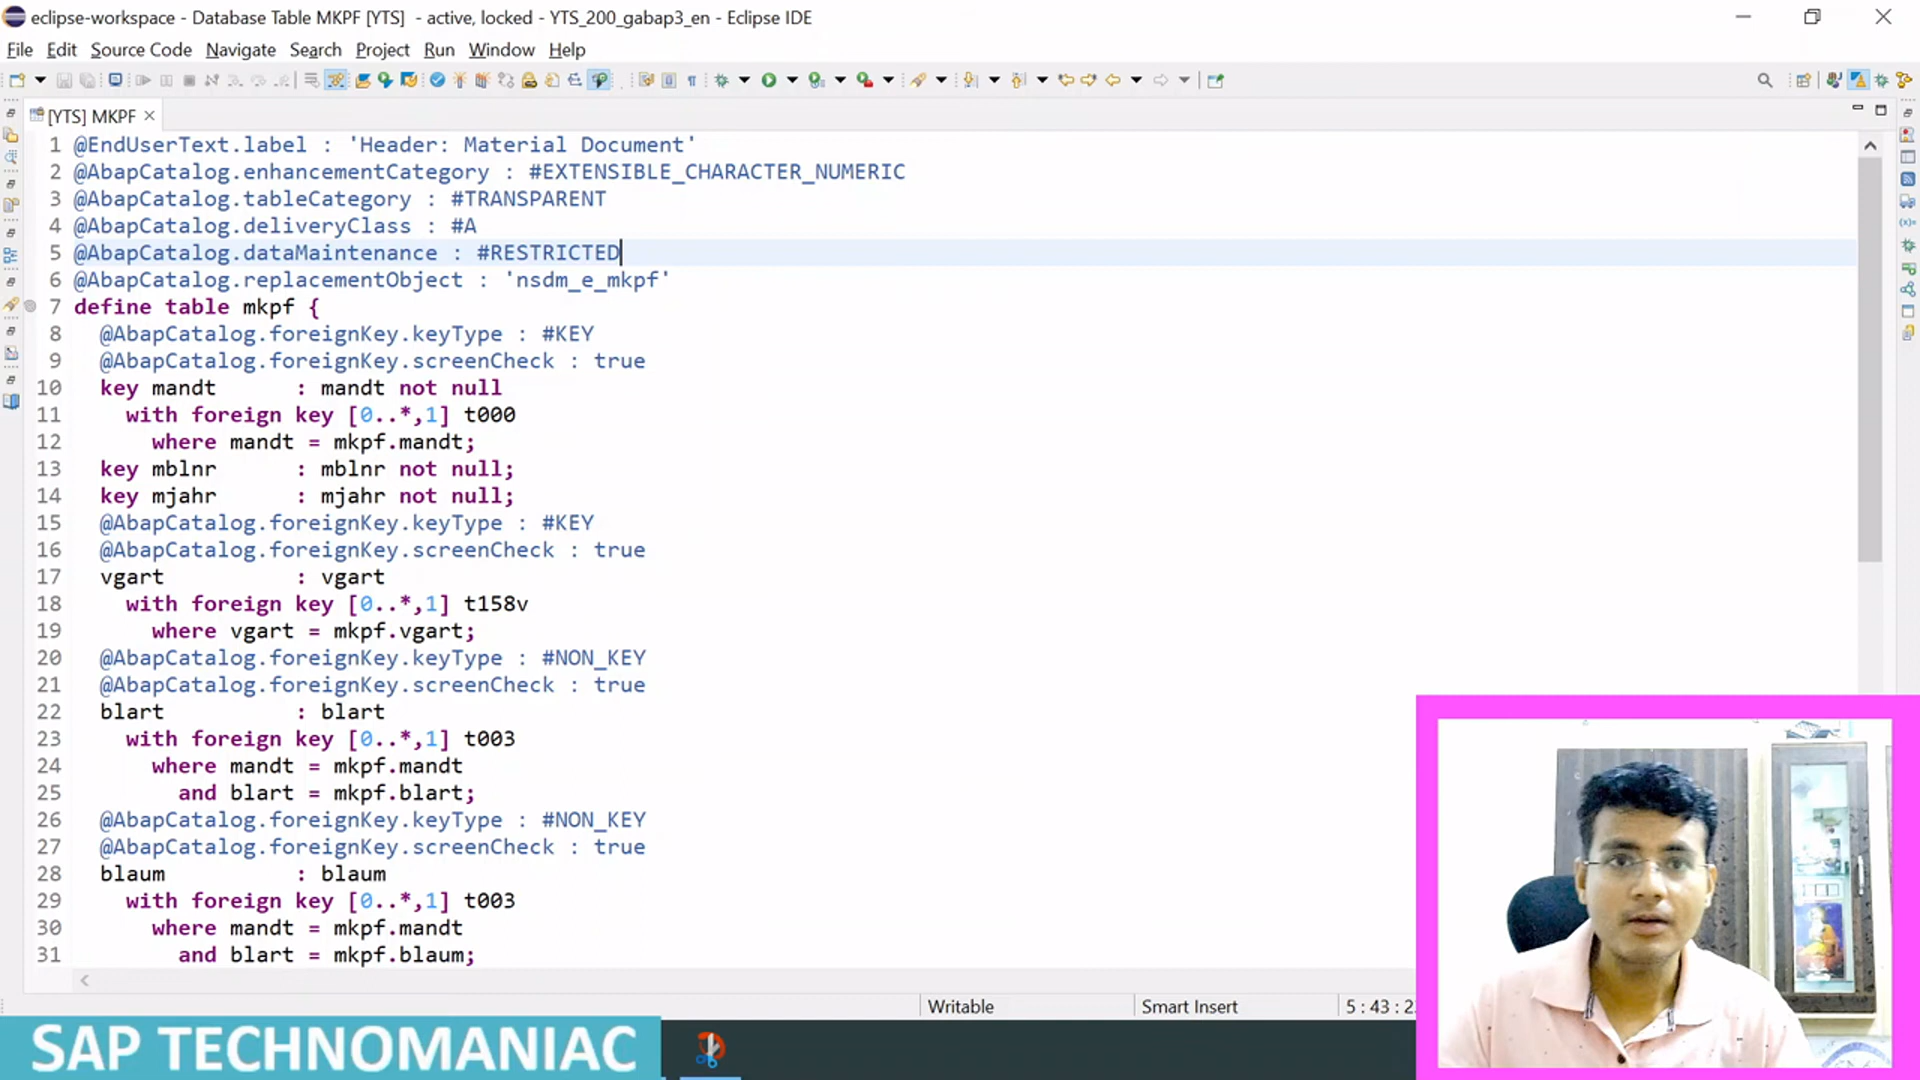 eclipse-workspace - Database Table MKPF [YTS] - active, locked - YTS_200_gabap3_en - Eclipse IDE
File Edit Source Code Navigate Search Project Run Window Help
[YTS] MKPF
1 @EndUserText.label : 'Header: Material Document'
2 @AbapCatalog.enhancementCategory : #EXTENSIBLE_CHARACTER_NUMERIC
3 @AbapCatalog.tableCategory : #TRANSPARENT
4 @AbapCatalog.deliveryClass : #A
5 @AbapCatalog.dataMaintenance : #RESTRICTED
6 @AbapCatalog.replacementObject : 'nsdm_e_mkpf'
7 define table mkpf {
8 @AbapCatalog.foreignKey.keyType : #KEY
9 @AbapCatalog.foreignKey.screenCheck : true
10 key mandt : mandt not null
11 with foreign key [0..*,1] t000
12 where mandt = mkpf.mandt;
13 key mblnr : mblnr not null;
14 key mjahr : mjahr not null;
15 @AbapCatalog.foreignKey.keyType : #KEY
16 @AbapCatalog.foreignKey.screenCheck : true
17 vgart : vgart
18 with foreign key [0..*,1] t158v
19 where vgart = mkpf.vgart;
20 @AbapCatalog.foreignKey.keyType : #NON_KEY
21 @AbapCatalog.foreignKey.screenCheck : true
22 blart : blart
23 with foreign key [0..*,1] t003
24 where mandt = mkpf.mandt
25 and blart = mkpf.blart;
26 @AbapCatalog.foreignKey.keyType : #NON_KEY
27 @AbapCatalog.foreignKey.screenCheck : true
28 blaum : blaum
29 with foreign key [0..*,1] t003
30 where mandt = mkpf.mandt
31 and blart = mkpf.blaum;
Writable Smart Insert 5 : 43 :
SAP TECHNOMANIAC